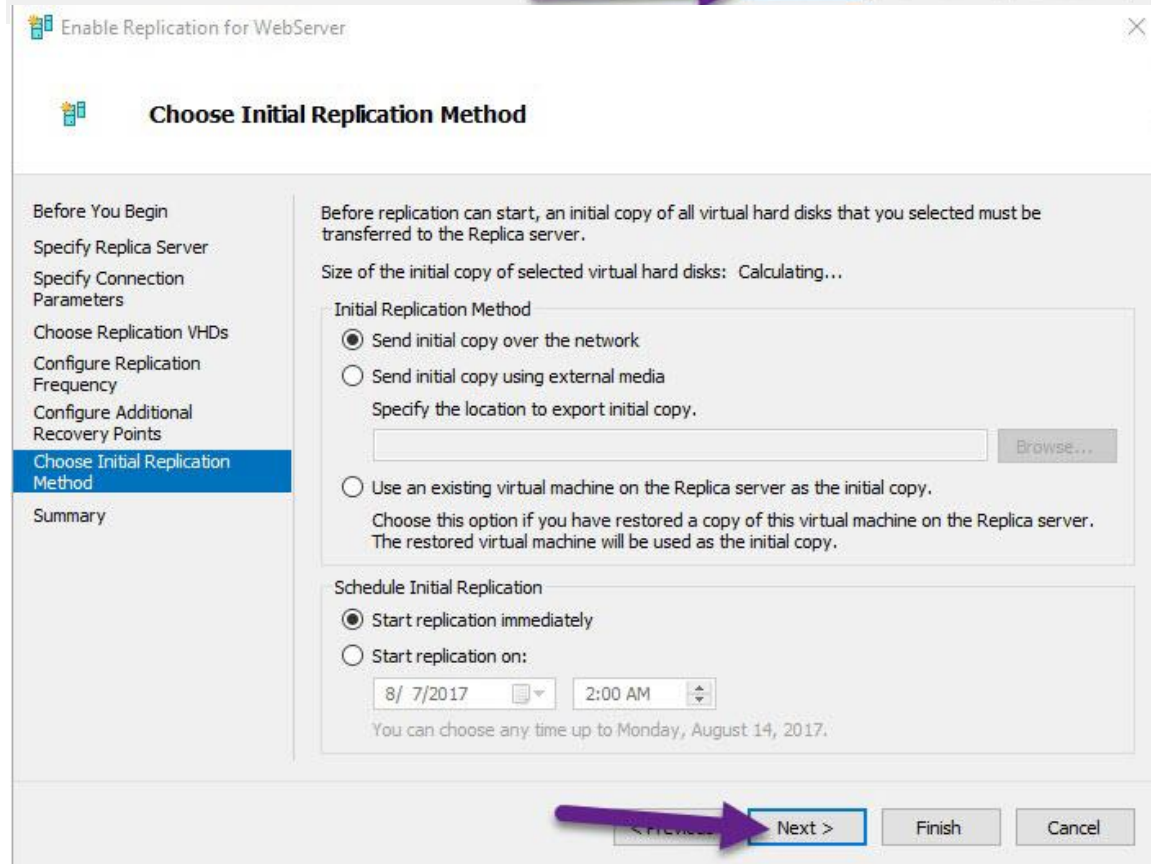 Enable Replication for WebServer
Choose Initial Replication Method
Before You Begin
Specify Replica Server
Specify Connection
Parameters
Choose Replication VHDs
Configure Replication
Frequency
Configure Additional
Recovery Points
Choose Initial Replication
Method
Summary
Before replication can start, an initial copy of all virtual hard disks that you selected must be
transferred to the Replica server.
Size of the initial copy of selected virtual hard disks: Calculating...
Initial Replication Method
Send initial copy over the network
Send initial copy using external media
Specify the location to export initial copy.
Browse...
Use an existing virtual machine on the Replica server as the initial copy.
Choose this option if you have restored a copy of this virtual machine on the Replica server.
The restored virtual machine will be used as the initial copy.
Schedule Initial Replication
Start replication immediately
Start replication on:
8/ 7/2017 2:00 AM
You can choose any time up to Monday, August 14, 2017.
Next > Finish Cancel